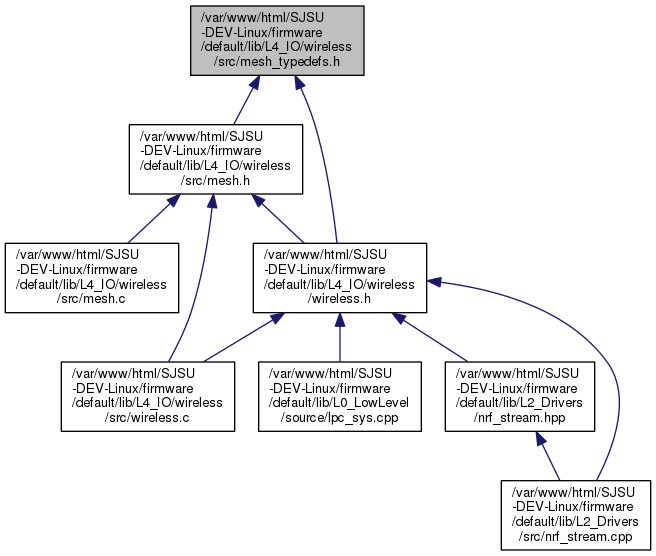 /var/www/html/SJSU
-DEV-Linux/firmware
/default/lib/L4_IO/wireless
/src/mesh_typedefs.h
/var/www/html/SJSU
-DEV-Linux/firmware
/default/lib/L4_IO/wireless
/src/mesh.h
/var/www/html/SJSU
-DEV-Linux/firmware
/default/lib/L4_IO/wireless
/src/mesh.c
/var/www/html/SJSU
-DEV-Linux/firmware
/default/lib/L4_IO/wireless
/wireless.h
/var/www/html/SJSU
-DEV-Linux/firmware
/default/lib/L4_IO/wireless
/src/wireless.c
/var/www/html/SJSU
-DEV-Linux/firmware
/default/lib/L0_LowLevel
/source/lpc_sys.cpp
/var/www/html/SJSU
-DEV-Linux/firmware
/default/lib/L2_Drivers
/nrf_stream.hpp
/var/www/html/SJSU
-DEV-Linux/firmware
/default/lib/L2_Drivers
/src/nrf_stream.cpp